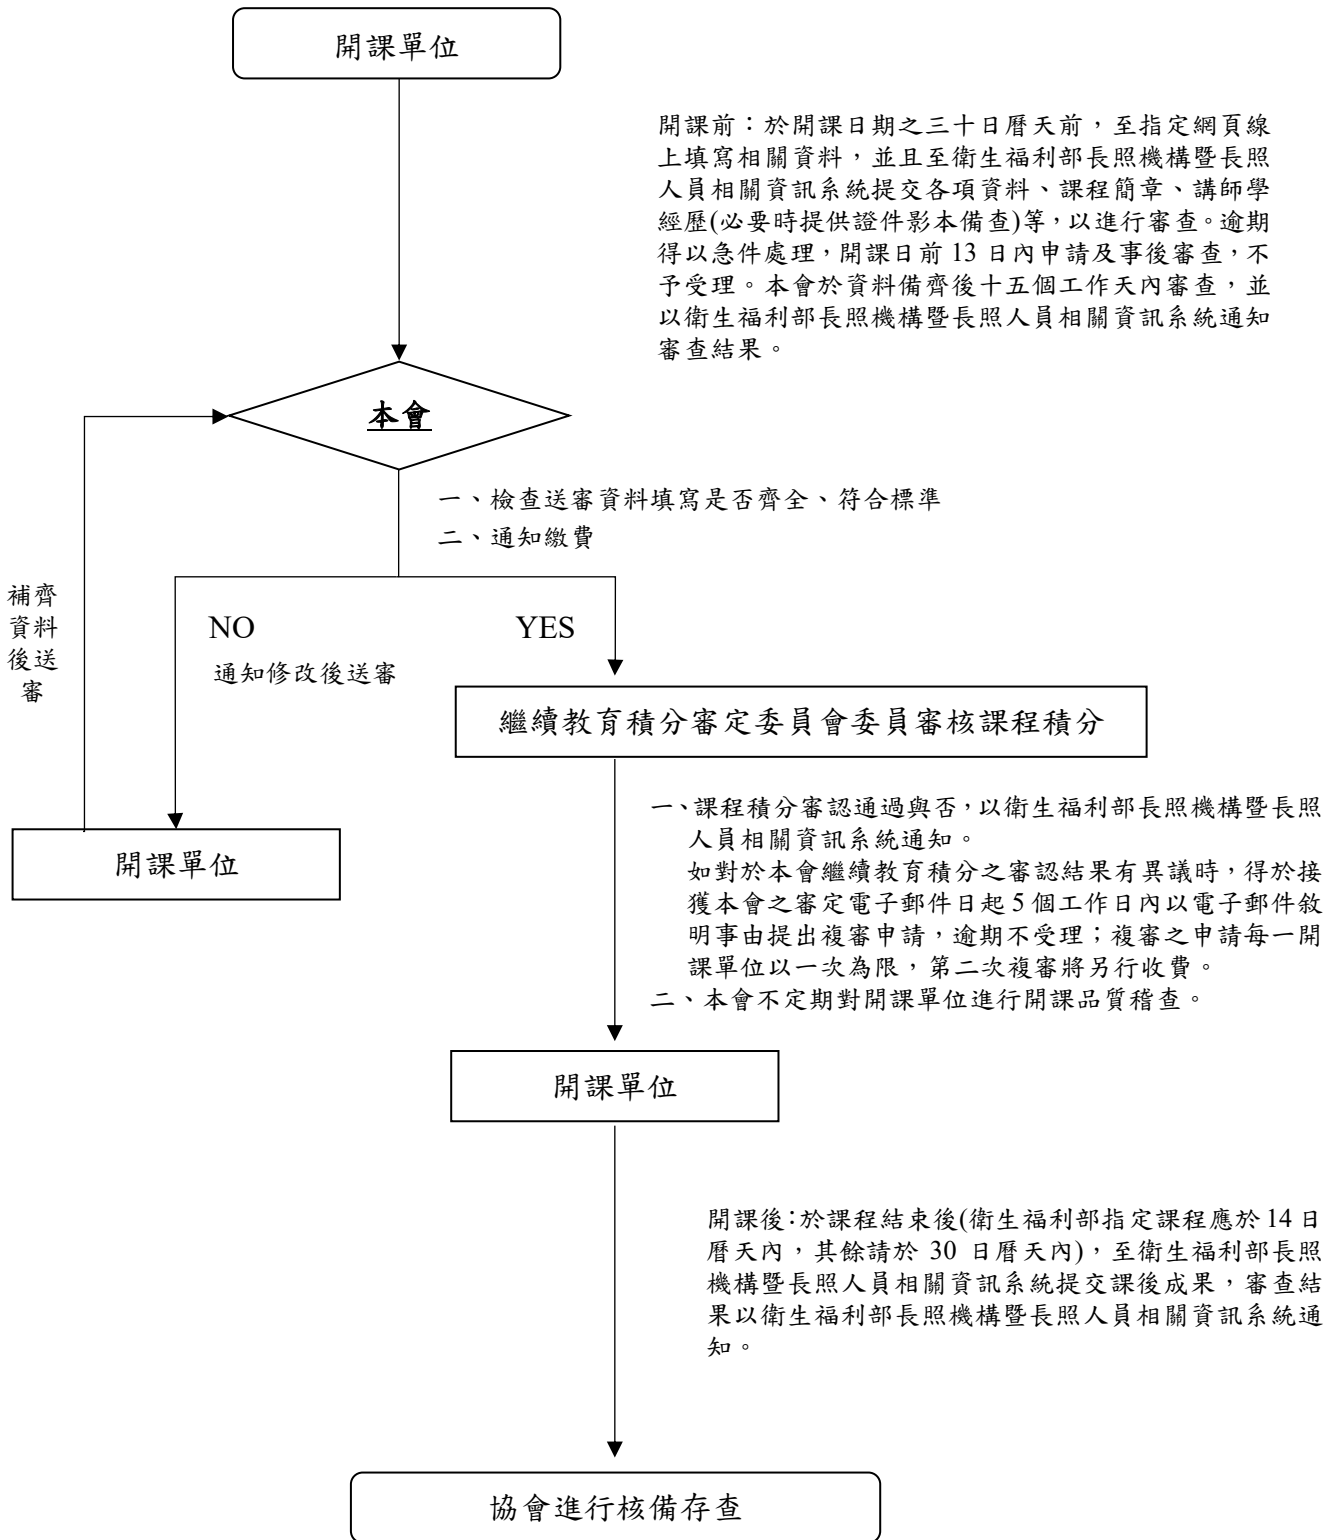 開課單位
開課前：於開課日期之三十日曆天前，至指定網頁線
上填寫相關資料，並且至衛生福利部長照機構暨長照
人員相關資訊系統提交各項資料、課程簡章、講師學
經歷(必要時提供證件影本備查)等，以進行審查。逾期
得以急件處理，開課日前 13 日內申請及事後審查，不
予受理。本會於資料備齊後十五個工作天內審查，並
以衛生福利部長照機構暨長照人員相關資訊系統通知
審查結果。
本會
一、檢查送審資料填寫是否齊全、符合標準
二、通知繳費
補齊
資料
後送
審
NO
YES
通知修改後送審
繼續教育積分審定委員會委員審核課程積分
開課單位
一、課程積分審認通過與否，以衛生福利部長照機構暨長照
人員相關資訊系統通知。
如對於本會繼續教育積分之審認結果有異議時，得於接
獲本會之審定電子郵件日起 5 個工作日內以電子郵件敘
明事由提出複審申請，逾期不受理；複審之申請每一開
課單位以一次為限，第二次複審將另行收費。
二、本會不定期對開課單位進行開課品質稽查。
開課單位
開課後：於課程結束後(衛生福利部指定課程應於 14 日
曆天內，其餘請於 30 日曆天內)，至衛生福利部長照
機構暨長照人員相關資訊系統提交課後成果，審查結
果以衛生福利部長照機構暨長照人員相關資訊系統通
知。
協會進行核備存查